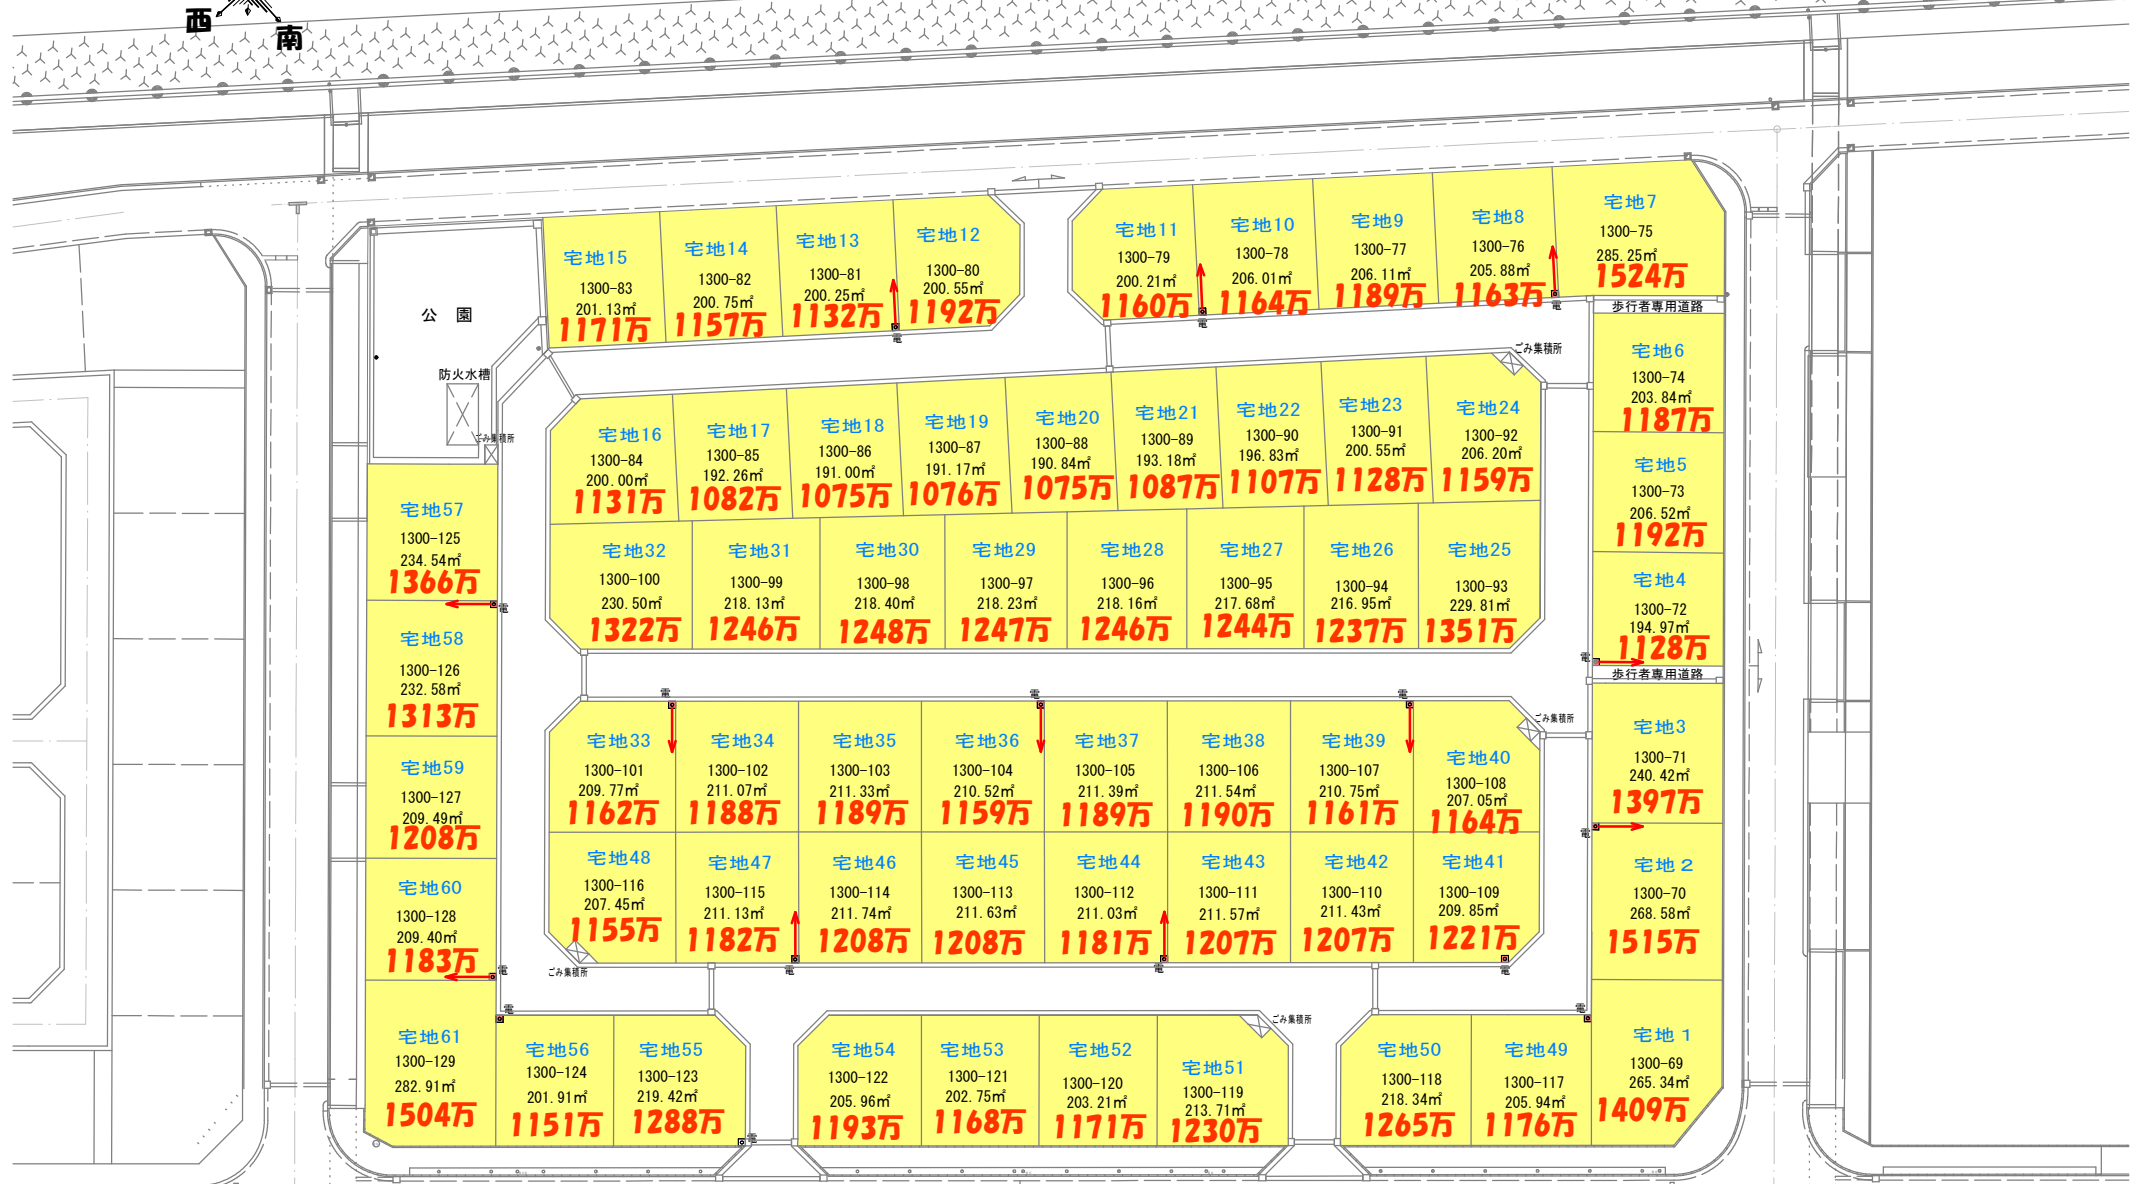 西
南
宅地15
1300-83
201.13㎡
1171万
宅地14
1300-82
200.75㎡
1157万
宅地13
1300-81
200.25㎡
1132万
宅地12
1300-80
200.55㎡
1192万
電
宅地11
1300-79
200.21㎡
1160万
電
宅地10
1300-78
206.01㎡
1164万
宅地9
1300-77
206.11㎡
1189万
宅地8
1300-76
205.88㎡
1163万
電
宅地7
1300-75
285.25㎡
1524万
歩行者専用道路
公　園
防火水槽
ごみ集積所
ごみ集積所
宅地6
1300-74
203.84㎡
1187万
宅地5
1300-73
206.52㎡
1192万
宅地4
1300-72
194.97㎡
1128万
電
歩行者専用道路
宅地16
1300-84
200.00㎡
1131万
宅地17
1300-85
192.26㎡
1082万
宅地18
1300-86
191.00㎡
1075万
宅地19
1300-87
191.17㎡
1076万
宅地20
1300-88
190.84㎡
1075万
宅地21
1300-89
193.18㎡
1087万
宅地22
1300-90
196.83㎡
1107万
宅地23
1300-91
200.55㎡
1128万
宅地24
1300-92
206.20㎡
1159万
宅地32
1300-100
230.50㎡
1322万
宅地31
1300-99
218.13㎡
1246万
宅地30
1300-98
218.40㎡
1248万
宅地29
1300-97
218.23㎡
1247万
宅地28
1300-96
218.16㎡
1246万
宅地27
1300-95
217.68㎡
1244万
宅地26
1300-94
216.95㎡
1237万
宅地25
1300-93
229.81㎡
1351万
宅地57
1300-125
234.54㎡
1366万
電
宅地58
1300-126
232.58㎡
1313万
宅地59
1300-127
209.49㎡
1208万
宅地60
1300-128
209.40㎡
1183万
電
宅地61
1300-129
282.91㎡
1504万
電
電
電
ごみ集積所
宅地33
1300-101
209.77㎡
1162万
宅地34
1300-102
211.07㎡
1188万
宅地35
1300-103
211.33㎡
1189万
宅地36
1300-104
210.52㎡
1159万
宅地37
1300-105
211.39㎡
1189万
宅地38
1300-106
211.54㎡
1190万
宅地39
1300-107
210.75㎡
1161万
宅地40
1300-108
207.05㎡
1164万
宅地3
1300-71
240.42㎡
1397万
電
宅地48
1300-116
207.45㎡
1155万
宅地47
1300-115
211.13㎡
1182万
宅地46
1300-114
211.74㎡
1208万
宅地45
1300-113
211.63㎡
1208万
宅地44
1300-112
211.03㎡
1181万
宅地43
1300-111
211.57㎡
1207万
宅地42
1300-110
211.43㎡
1207万
宅地41
1300-109
209.85㎡
1221万
宅地２
1300-70
268.58㎡
1515万
ごみ集積所
電
電
電
電
電
宅地56
1300-124
201.91㎡
1151万
宅地55
1300-123
219.42㎡
1288万
電
宅地54
1300-122
205.96㎡
1193万
宅地53
1300-121
202.75㎡
1168万
宅地52
1300-120
203.21㎡
1171万
宅地51
1300-119
213.71㎡
1230万
ごみ集積所
宅地50
1300-118
218.34㎡
1265万
宅地49
1300-117
205.94㎡
1176万
宅地１
1300-69
265.34㎡
1409万